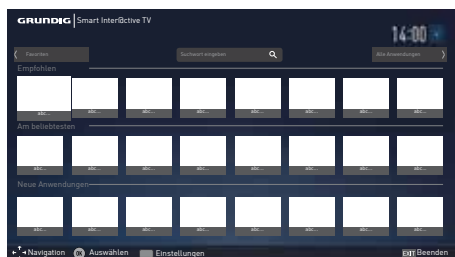 GRUNDIG Smart Inter@ctive TV
14:00
Favoriten Suchwort eingeben Alle Anwendungen
Empfohlen
abc... abc... abc... abc... abc... abc... abc... abc...
Am beliebtesten
abc... abc... abc... abc... abc... abc... abc... abc...
Neue Anwendungen
abc... abc... abc... abc... abc... abc... abc... abc...
Navigation OK Auswählen Einstellungen EXIT Beenden